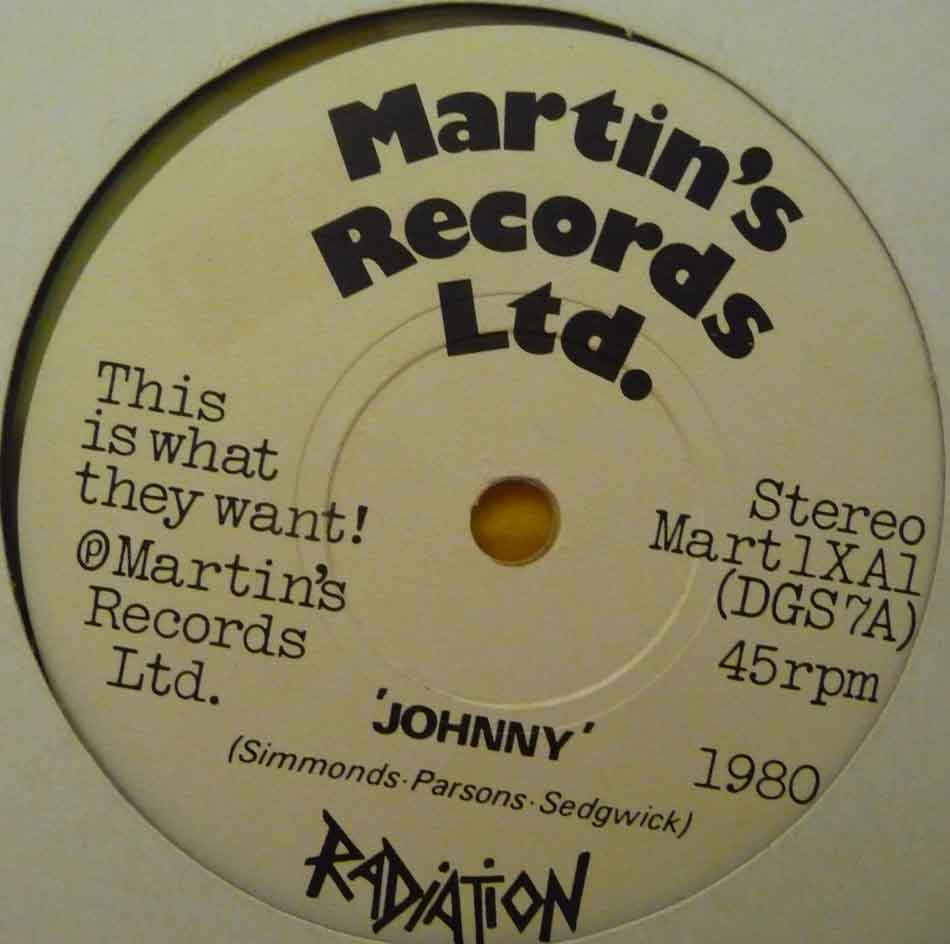 Martin's
Records
Ltd.
This
is what
they want!
℗ Martin's
Records
Ltd.
Stereo
Mart1XA1
(DGS7A)
45rpm
1980
'JOHNNY'
(Simmonds·Parsons·Sedgwick)
RADiATiON